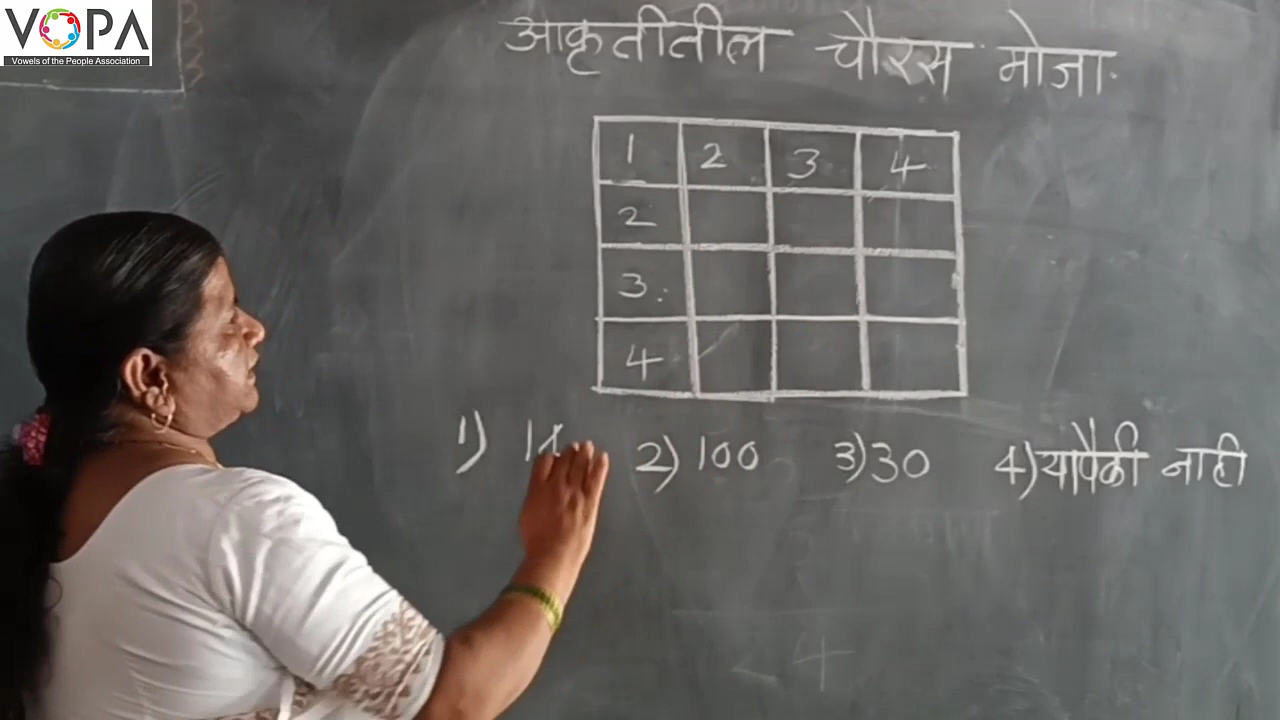 VOPA
Vowels of the People Association
आकृतीतील चौरस मोजा.
1 2 3 4
2
3.
4
1) 2) 100 3) 30 4) यापैकी नाही
4